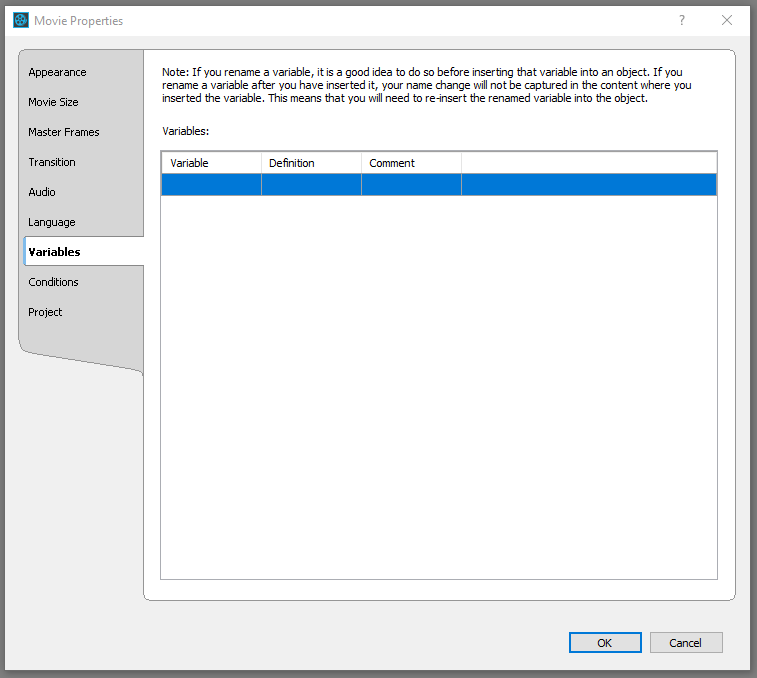 Movie Properties
?
Appearance
Movie Size
Master Frames
Transition
Audio
Language
Variables
Conditions
Project
Note: If you rename a variable, it is a good idea to do so before inserting that variable into an object. If you
rename a variable after you have inserted it, your name change will not be captured in the content where you
inserted the variable. This means that you will need to re-insert the renamed variable into the object.
Variables:
Variable Definition Comment
OK Cancel